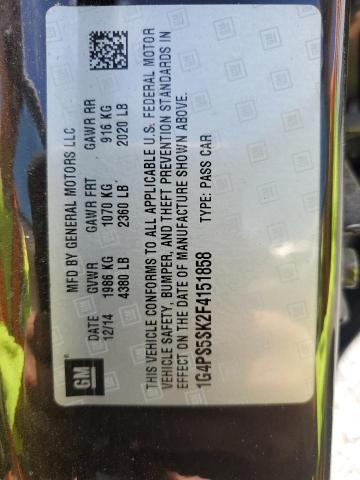 GM
MFD BY GENERAL MOTORS LLC
DATE GVWR GAWR FRT GAWR RR
12/14 1986 KG 1070 KG 916 KG
4380 LB 2360 LB 2020 LB
THIS VEHICLE CONFORMS TO ALL APPLICABLE U.S. FEDERAL MOTOR
VEHICLE SAFETY, BUMPER, AND THEFT PREVENTION STANDARDS IN
EFFECT ON THE DATE OF MANUFACTURE SHOWN ABOVE.
1G4PS5SK2F4151858 TYPE: PASS CAR